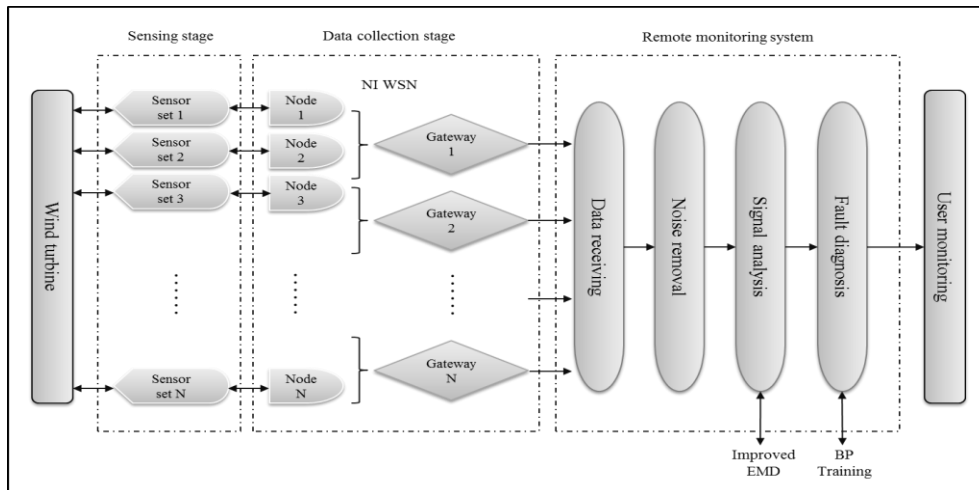 Sensing stage
Data collection stage
Remote monitoring system
NI WSN
Wind turbine
Sensor
set 1
Node
1
Sensor
set 2
Node
2
Sensor
set 3
Node
3
Sensor
set N
Node
N
Gateway
1
Gateway
2
Gateway
N
Data receiving
Noise removal
Signal analysis
Fault diagnosis
User monitoring
Improved
EMD
BP
Training